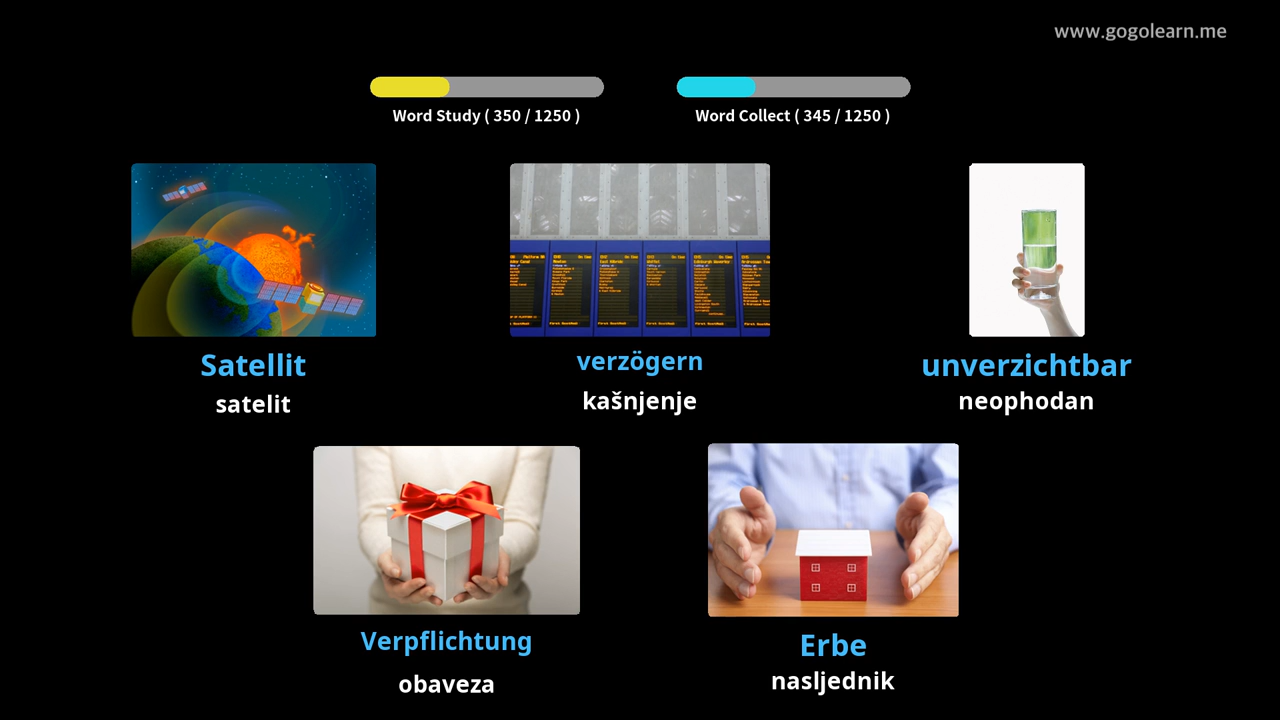 www.gogolearn.me
Word Study ( 350 / 1250 )
Word Collect ( 345 / 1250 )
Satellit
satelit
verzögern
kašnjenje
unverzichtbar
neophodan
Verpflichtung
obaveza
Erbe
nasljednik